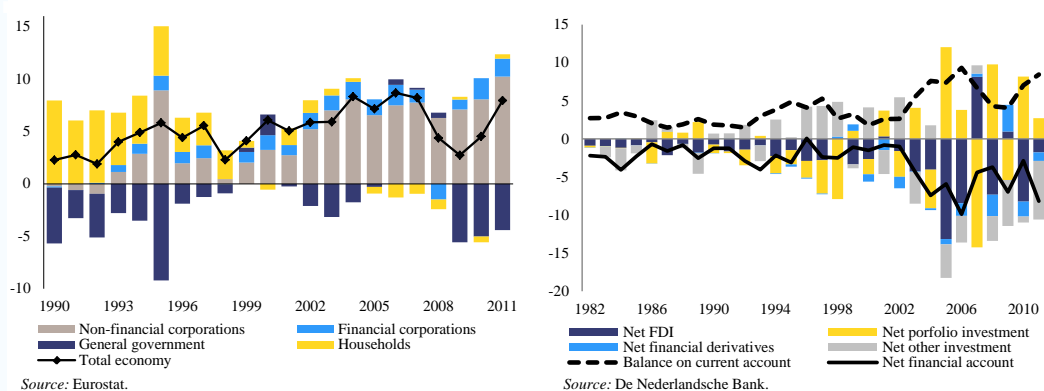 15
10
5
0
5
-10
1990 1993 1996 1999 2002 2005 2008 2011
Non-financial corporations Financial corporations
General government Households
Total economy
Source: Eurostat.
15
10
5
0
-5
-10
-15
-20
1982 1986 1990 1994 1998 2002 2006 2010
Net FDI Net porfolio investment
Net financial derivatives Net other investment
Balance on current account Net financial account
Source: De Nederlandsche Bank.